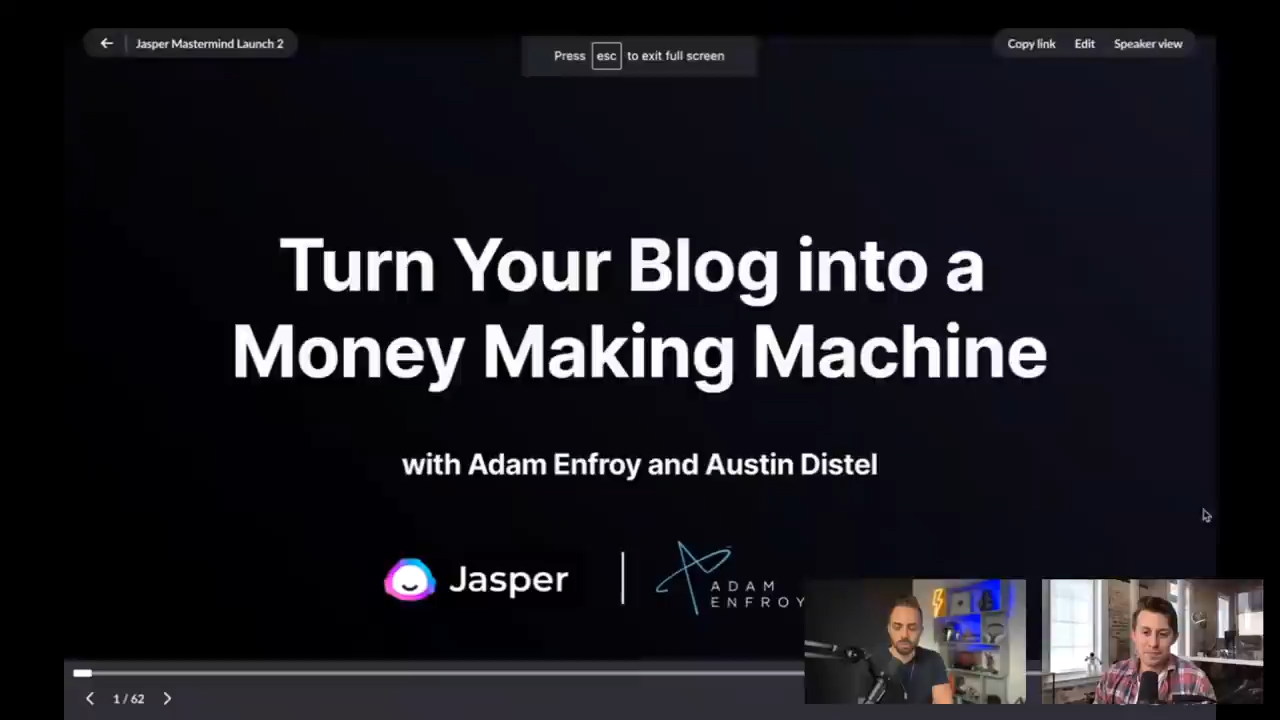 Jasper Mastermind Launch 2
Press esc to exit full screen
Copy link Edit Speaker view
Turn Your Blog into a
Money Making Machine
with Adam Enfroy and Austin Distel
Jasper
ADAM
ENFROY
1 / 62